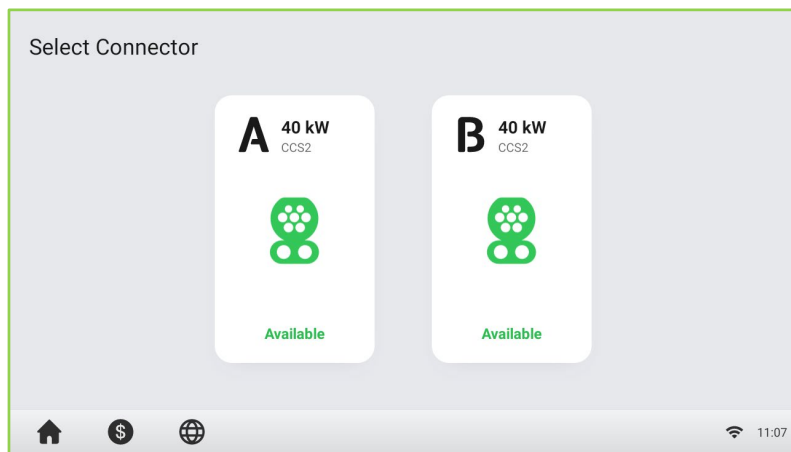 Select Connector
A 40 kW
CCS2
B 40 kW
CCS2
Available
Available
$
11:07